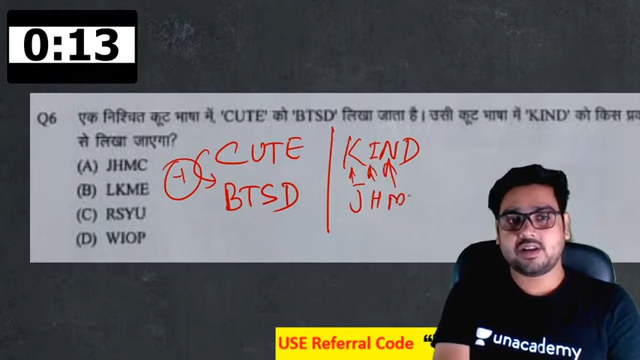 0:13
Q6 एक निश्चित कूट भाषा में, 'CUTE' को 'BTSD' लिखा जाता है। उसी कूट भाषा में 'KIND' को किस
से लिखा जाएगा?
(A) JHMC
(B) LKME
(C) RSYU
(D) WIOP
-1 CUTE
BTSD
KIND
JHM
USE Referral Code "
unacademy